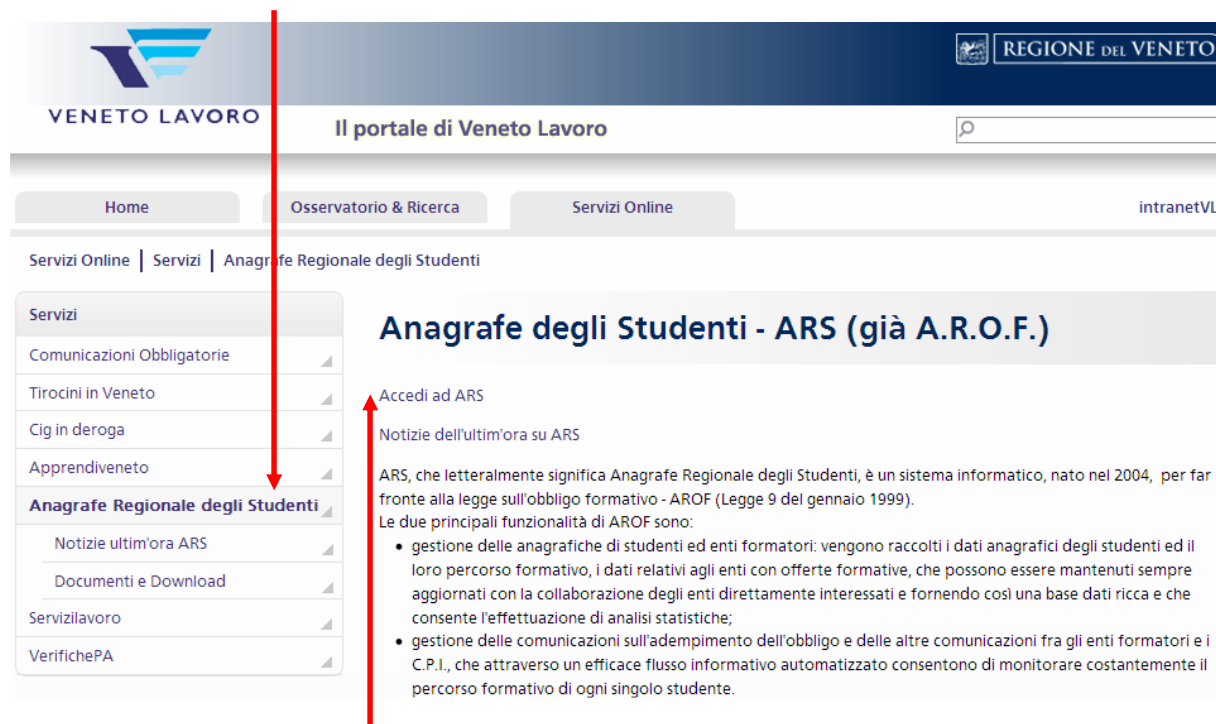 REGIONE DEL VENETO
VENETO LAVORO
Il portale di Veneto Lavoro
Home
Osservatorio & Ricerca
Servizi Online
intranetVL
Servizi Online | Servizi | Anagrafe Regionale degli Studenti
Servizi
Comunicazioni Obbligatorie
Tirocini in Veneto
Cig in deroga
Apprendiveneto
Anagrafe Regionale degli Studenti
Notizie ultim'ora ARS
Documenti e Download
Servizilavoro
VerifichePA
Anagrafe degli Studenti - ARS (già A.R.O.F.)
Accedi ad ARS
Notizie dell'ultim'ora su ARS
ARS, che letteralmente significa Anagrafe Regionale degli Studenti, è un sistema informatico, nato nel 2004, per far
fronte alla legge sull'obbligo formativo - AROF (Legge 9 del gennaio 1999).
Le due principali funzionalità di AROF sono:
• gestione delle anagrafiche di studenti ed enti formatori: vengono raccolti i dati anagrafici degli studenti ed il
loro percorso formativo, i dati relativi agli enti con offerte formative, che possono essere mantenuti sempre
aggiornati con la collaborazione degli enti direttamente interessati e fornendo così una base dati ricca e che
consente l'effettuazione di analisi statistiche;
• gestione delle comunicazioni sull'adempimento dell'obbligo e delle altre comunicazioni fra gli enti formatori e i
C.P.I., che attraverso un efficace flusso informativo automatizzato consentono di monitorare costantemente il
percorso formativo di ogni singolo studente.